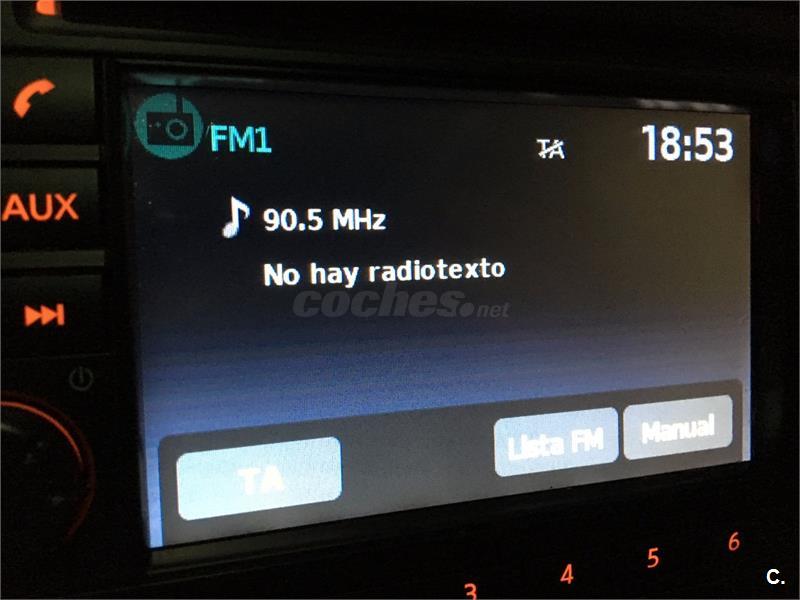 FM1
TA
18:53
AUX
90.5 MHz
No hay radiotexto
coches.net
TA
Lista FM
Manual
3 4 5 6
C.